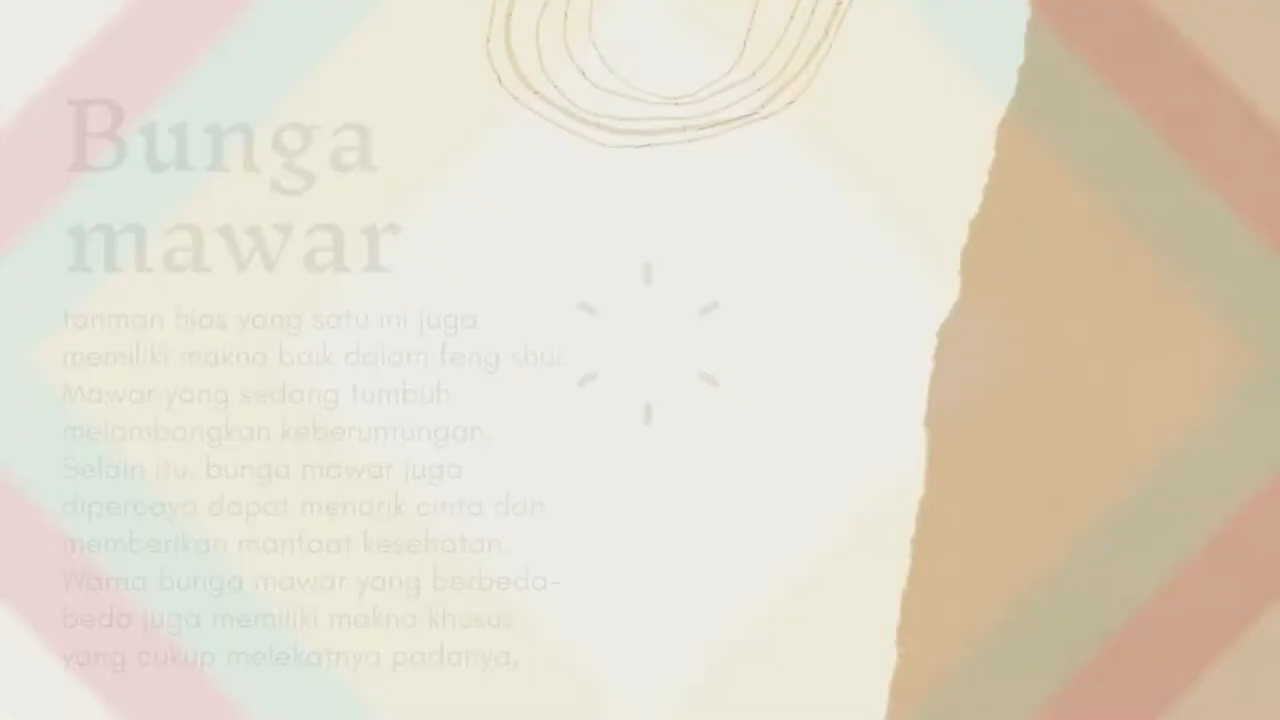 Bunga
mawar
tanman hias yang satu ini juga
memiliki makna baik dalam feng shui.
Mawar yang sedang tumbuh
melambangkan keberuntungan.
Selain itu, bunga mawar juga
dipercaya dapat menarik cinta dan
memberikan manfaat kesehatan.
Warna bunga mawar yang berbeda-
beda juga memiliki makna khusus
yang cukup melekatnya padanya,